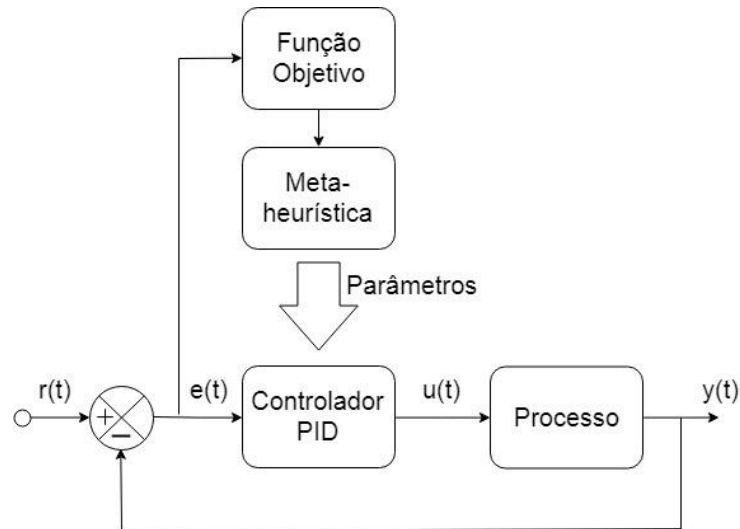 Função
Objetivo
Meta-
heurística
Parâmetros
r(t)
+
−
e(t)
Controlador
PID
u(t)
Processo
y(t)